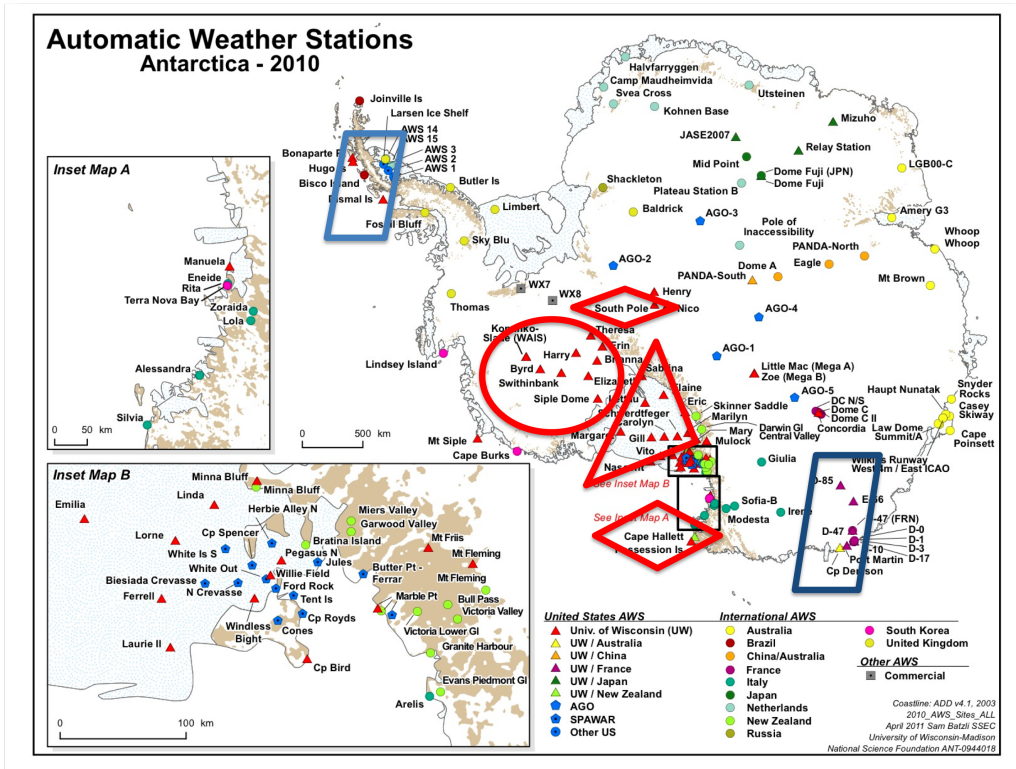 Automatic Weather Stations
Antarctica - 2010
Inset Map A
Manuela
Eneide
Rita
Terra Nova Bay
Zoraida
Lola
Alessandra
Silvia
0 50 km
Joinville Is
Larsen Ice Shelf
AWS 14
AWS 15
AWS 3
AWS 2
AWS 1
Bonaparte
Hugo Is
Bisco Island
Dismal Is
Fossil Bluff
Butler Is
Limbert
Sky Blu
Thomas
Lindsey Island
Mt Siple
Cape Burks
0 500 km
Halvfarryggen
Camp Maudheimvida
Svea Cross
Kohnen Base
Utsteinen
Mizuho
JASE2007
Relay Station
Mid Point
Dome Fuji (JPN)
Dome Fuji
Plateau Station B
LGB00-C
Shackleton
Baldrick
AGO-3
Amery G3
Pole of
Inaccessibility
Whoop
Whoop
PANDA-North
Eagle
Dome A
PANDA-South
Mt Brown
AGO-2
WX7
WX8
Henry
South Pole
Nico
AGO-4
AGO-1
Slade (WAIS)
Theresa
Erin
Harry
Brianna
Byrd
Swithinbank
Elizabeth
Siple Dome
Sabrina
Elaine
Lettau
Eric
Schwerdtfeger
Carolyn
Margaret
Gill
Vito
Skinner Saddle
Marilyn
Mary
Mulock
Darwin Gl
Central Valley
Little Mac (Mega A)
Zoe (Mega B)
AGO-5
DC N/S
Dome C
Dome C II
Concordia
Haupt Nunatak
Snyder
Rocks
Casey
Skiway
Law Dome
Summit/A
Cape
Poinsett
Wilkins Runway
West 4m / East ICAO
Giulia
Sofia-B
Modesta
Irene
See Inset Map B
See Inset Map A
Cape Hallett
Possession Is
D-85
E-66
D-47 (FRN)
D-47
D-0
D-1
D-3
D-10
D-17
Port Martin
Cp Denison
Inset Map B
Minna Bluff
Minna Bluff
Emilia
Linda
Herbie Alley N
Miers Valley
Garwood Valley
Cp Spencer
Lorne
Bratina Island
Mt Friis
White Is S
Pegasus N
Jules
Mt Fleming
White Out
Willie Field
Butter Pt -
Ferrar
Mt Fleming
Biesiada Crevasse
N Crevasse
Ford Rock
Bull Pass
Ferrell
Tent Is
Marble Pt
Victoria Valley
Windless
Bight
Cp Royds
Cones
Victoria Lower Gl
Laurie II
Granite Harbour
Cp Bird
Evans Piedmont Gl
Arelis
0 100 km
United States AWS
Univ. of Wisconsin (UW)
UW / Australia
UW / China
UW / France
UW / Japan
UW / New Zealand
AGO
SPAWAR
Other US
International AWS
Australia
Brazil
China/Australia
France
Italy
Japan
Netherlands
New Zealand
Russia
South Korea
United Kingdom
Other AWS
Commercial
Coastline: ADD v4.1, 2003
2010_AWS_Sites_ALL
April 2011 Sam Batzli SSEC
University of Wisconsin-Madison
National Science Foundation ANT-0944018